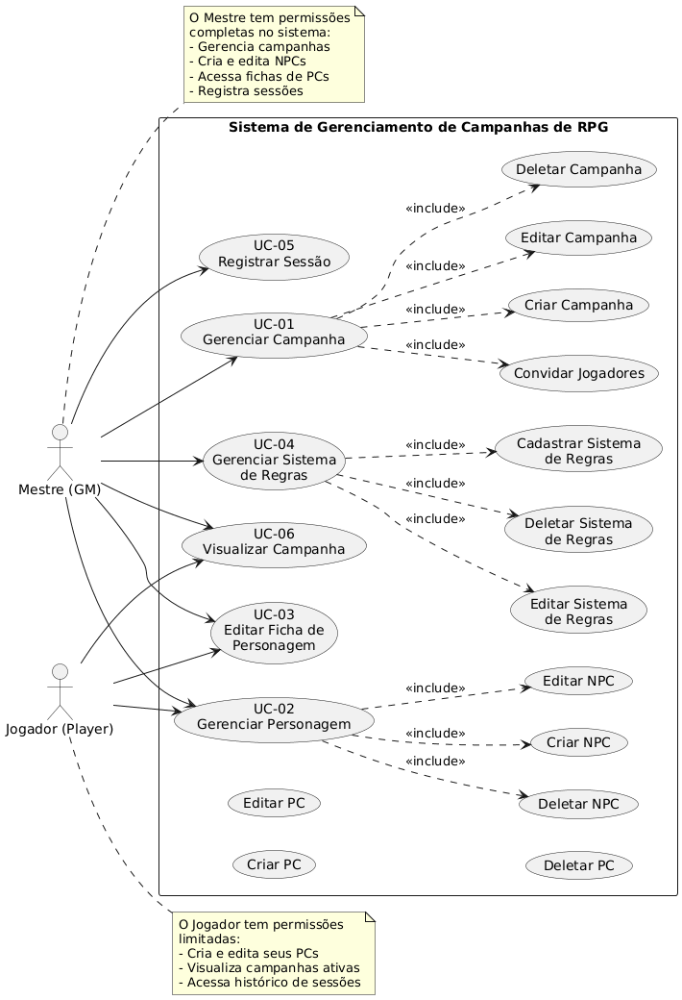 O Mestre tem permissões
completas no sistema:
- Gerencia campanhas
- Cria e edita NPCs
- Acessa fichas de PCs
- Registra sessões
Sistema de Gerenciamento de Campanhas de RPG
Deletar Campanha
«include»
UC-05
Registrar Sessão
Editar Campanha
«include»
Criar Campanha
«include»
UC-01
Gerenciar Campanha
«include»
Convidar Jogadores
UC-04
Gerenciar Sistema
de Regras
«include»
Cadastrar Sistema
de Regras
Mestre (GM)
«include»
Deletar Sistema
de Regras
«include»
UC-06
Visualizar Campanha
Editar Sistema
de Regras
UC-03
Editar Ficha de
Personagem
«include»
Editar NPC
UC-02
Gerenciar Personagem
Jogador (Player)
Criar NPC
«include»
«include»
Deletar NPC
Editar PC
Criar PC
Deletar PC
O Jogador tem permissões
limitadas:
- Cria e edita seus PCs
- Visualiza campanhas ativas
- Acessa histórico de sessões